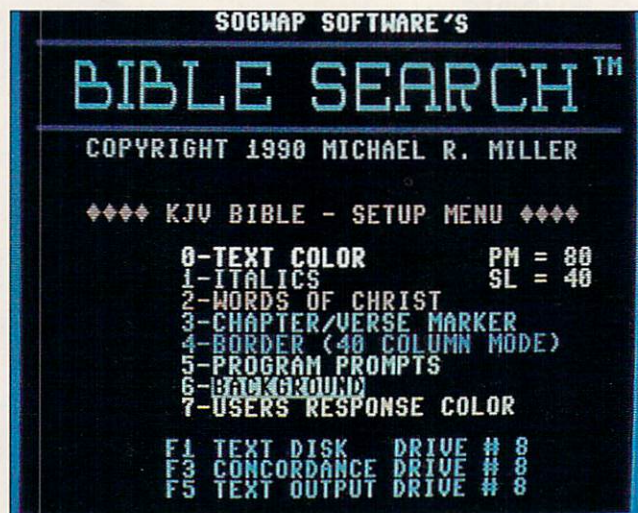 SOGWAP SOFTWARE'S
BIBLE SEARCH™
COPYRIGHT 1990 MICHAEL R. MILLER
♦♦♦♦ KJV BIBLE - SETUP MENU ♦♦♦♦
0-TEXT COLOR PM = 80
1-ITALICS SL = 40
2-WORDS OF CHRIST
3-CHAPTER/VERSE MARKER
4-BORDER (40 COLUMN MODE)
5-PROGRAM PROMPTS
6-BACKGROUND
7-USERS RESPONSE COLOR
F1 TEXT DISK DRIVE # 8
F3 CONCORDANCE DRIVE # 8
F5 TEXT OUTPUT DRIVE # 8